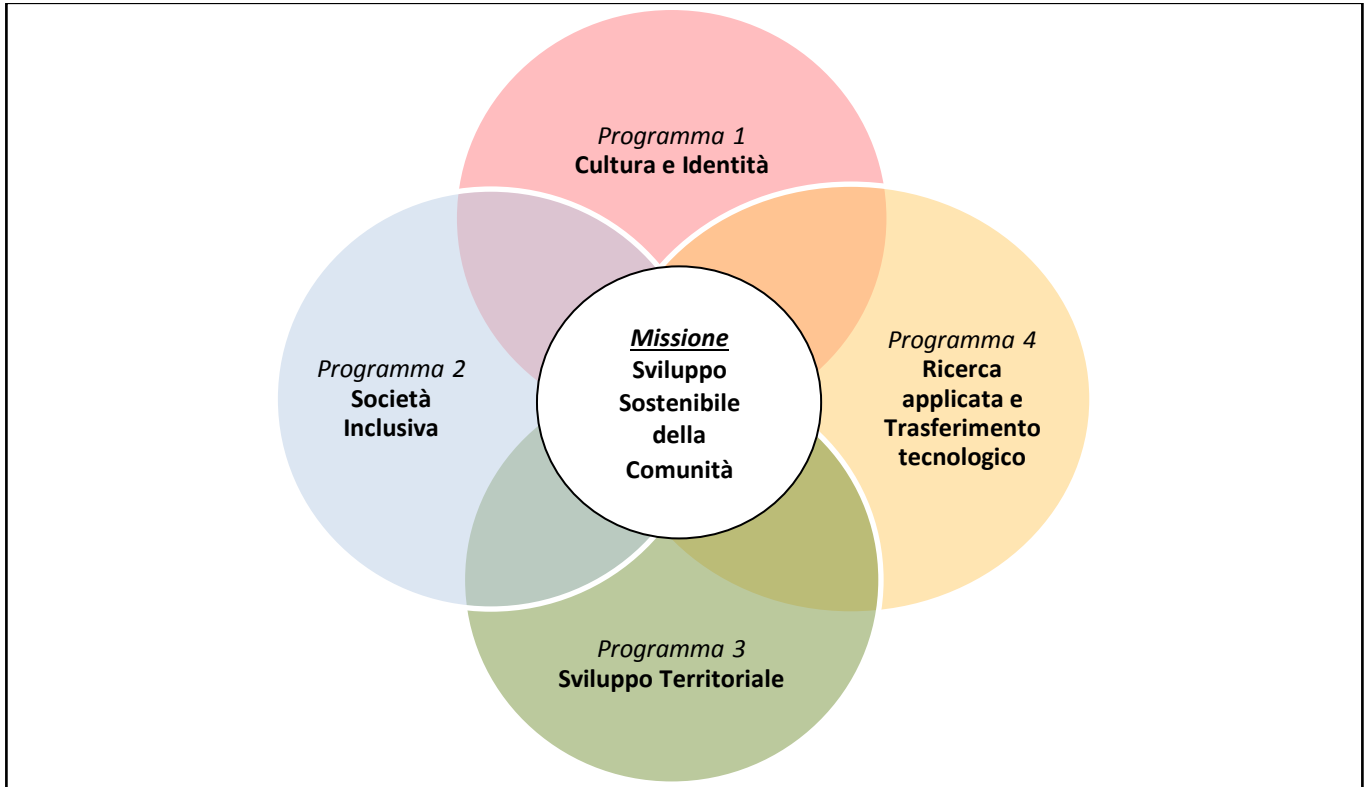 Programma 1
Cultura e Identità
Programma 2
Società
Inclusiva
Missione
Sviluppo
Sostenibile
della
Comunità
Programma 4
Ricerca
applicata e
Trasferimento
tecnologico
Programma 3
Sviluppo Territoriale